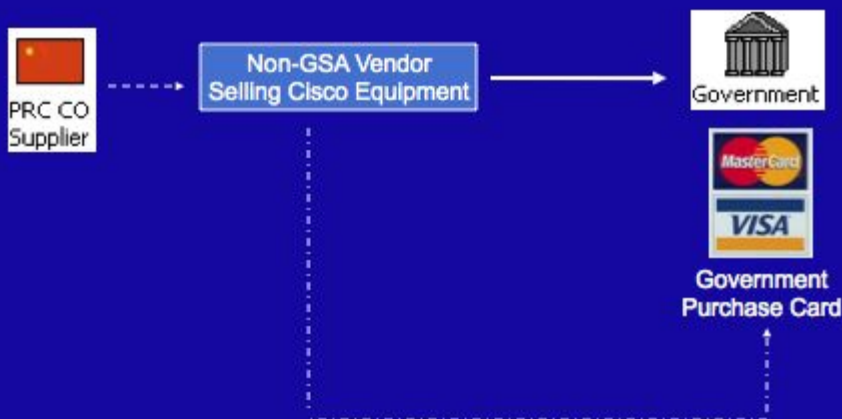 PRC CO
Supplier
Non-GSA Vendor
Selling Cisco Equipment
Government
MasterCard
VISA
Government
Purchase Card